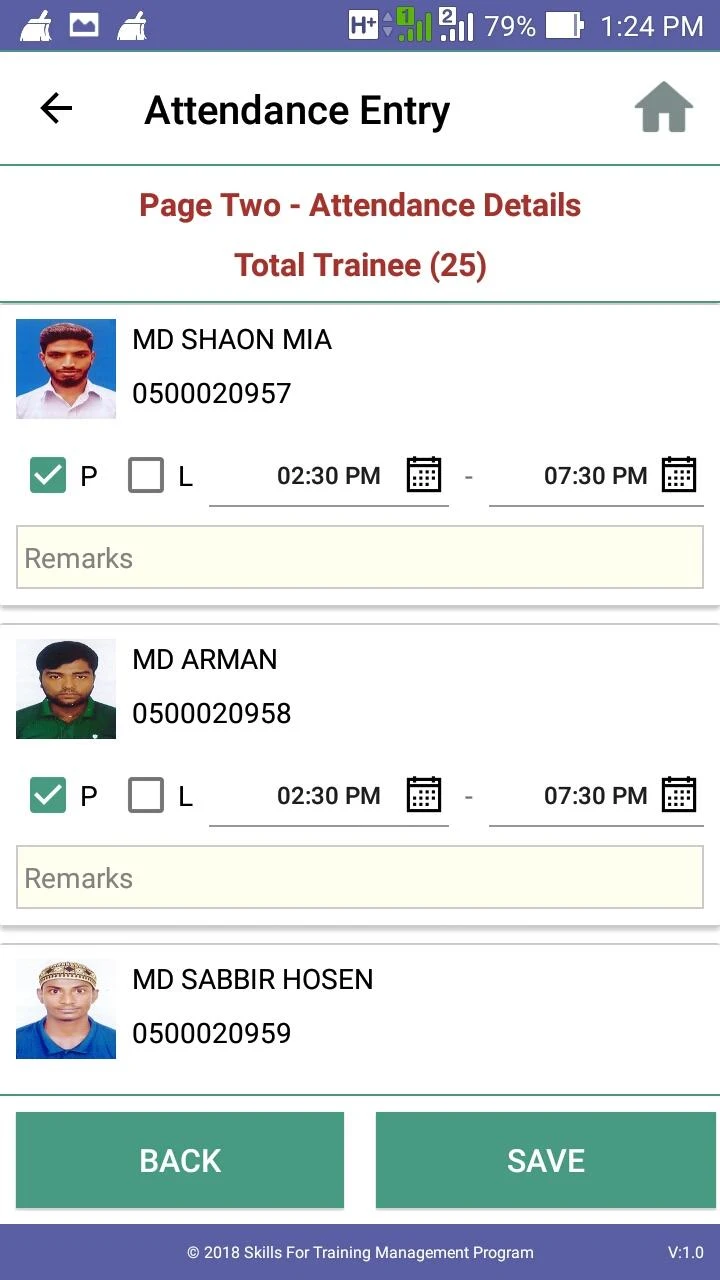 H+ 1 2 79% 1:24 PM
Attendance Entry
Page Two - Attendance Details
Total Trainee (25)
MD SHAON MIA
0500020957
P L 02:30 PM - 07:30 PM
Remarks
MD ARMAN
0500020958
P L 02:30 PM - 07:30 PM
Remarks
MD SABBIR HOSEN
0500020959
BACK SAVE
© 2018 Skills For Training Management Program V:1.0